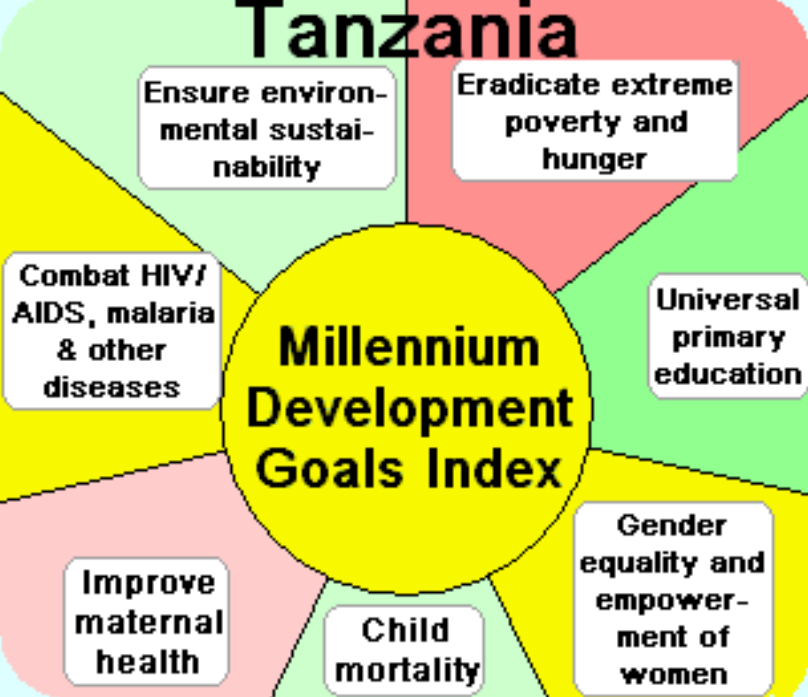 Tanzania
Ensure environ-
mental sustai-
nability
Eradicate extreme
poverty and
hunger
Combat HIV/
AIDS, malaria
& other
diseases
Millennium
Development
Goals Index
Universal
primary
education
Improve
maternal
health
Child
mortality
Gender
equality and
empower-
ment of
women